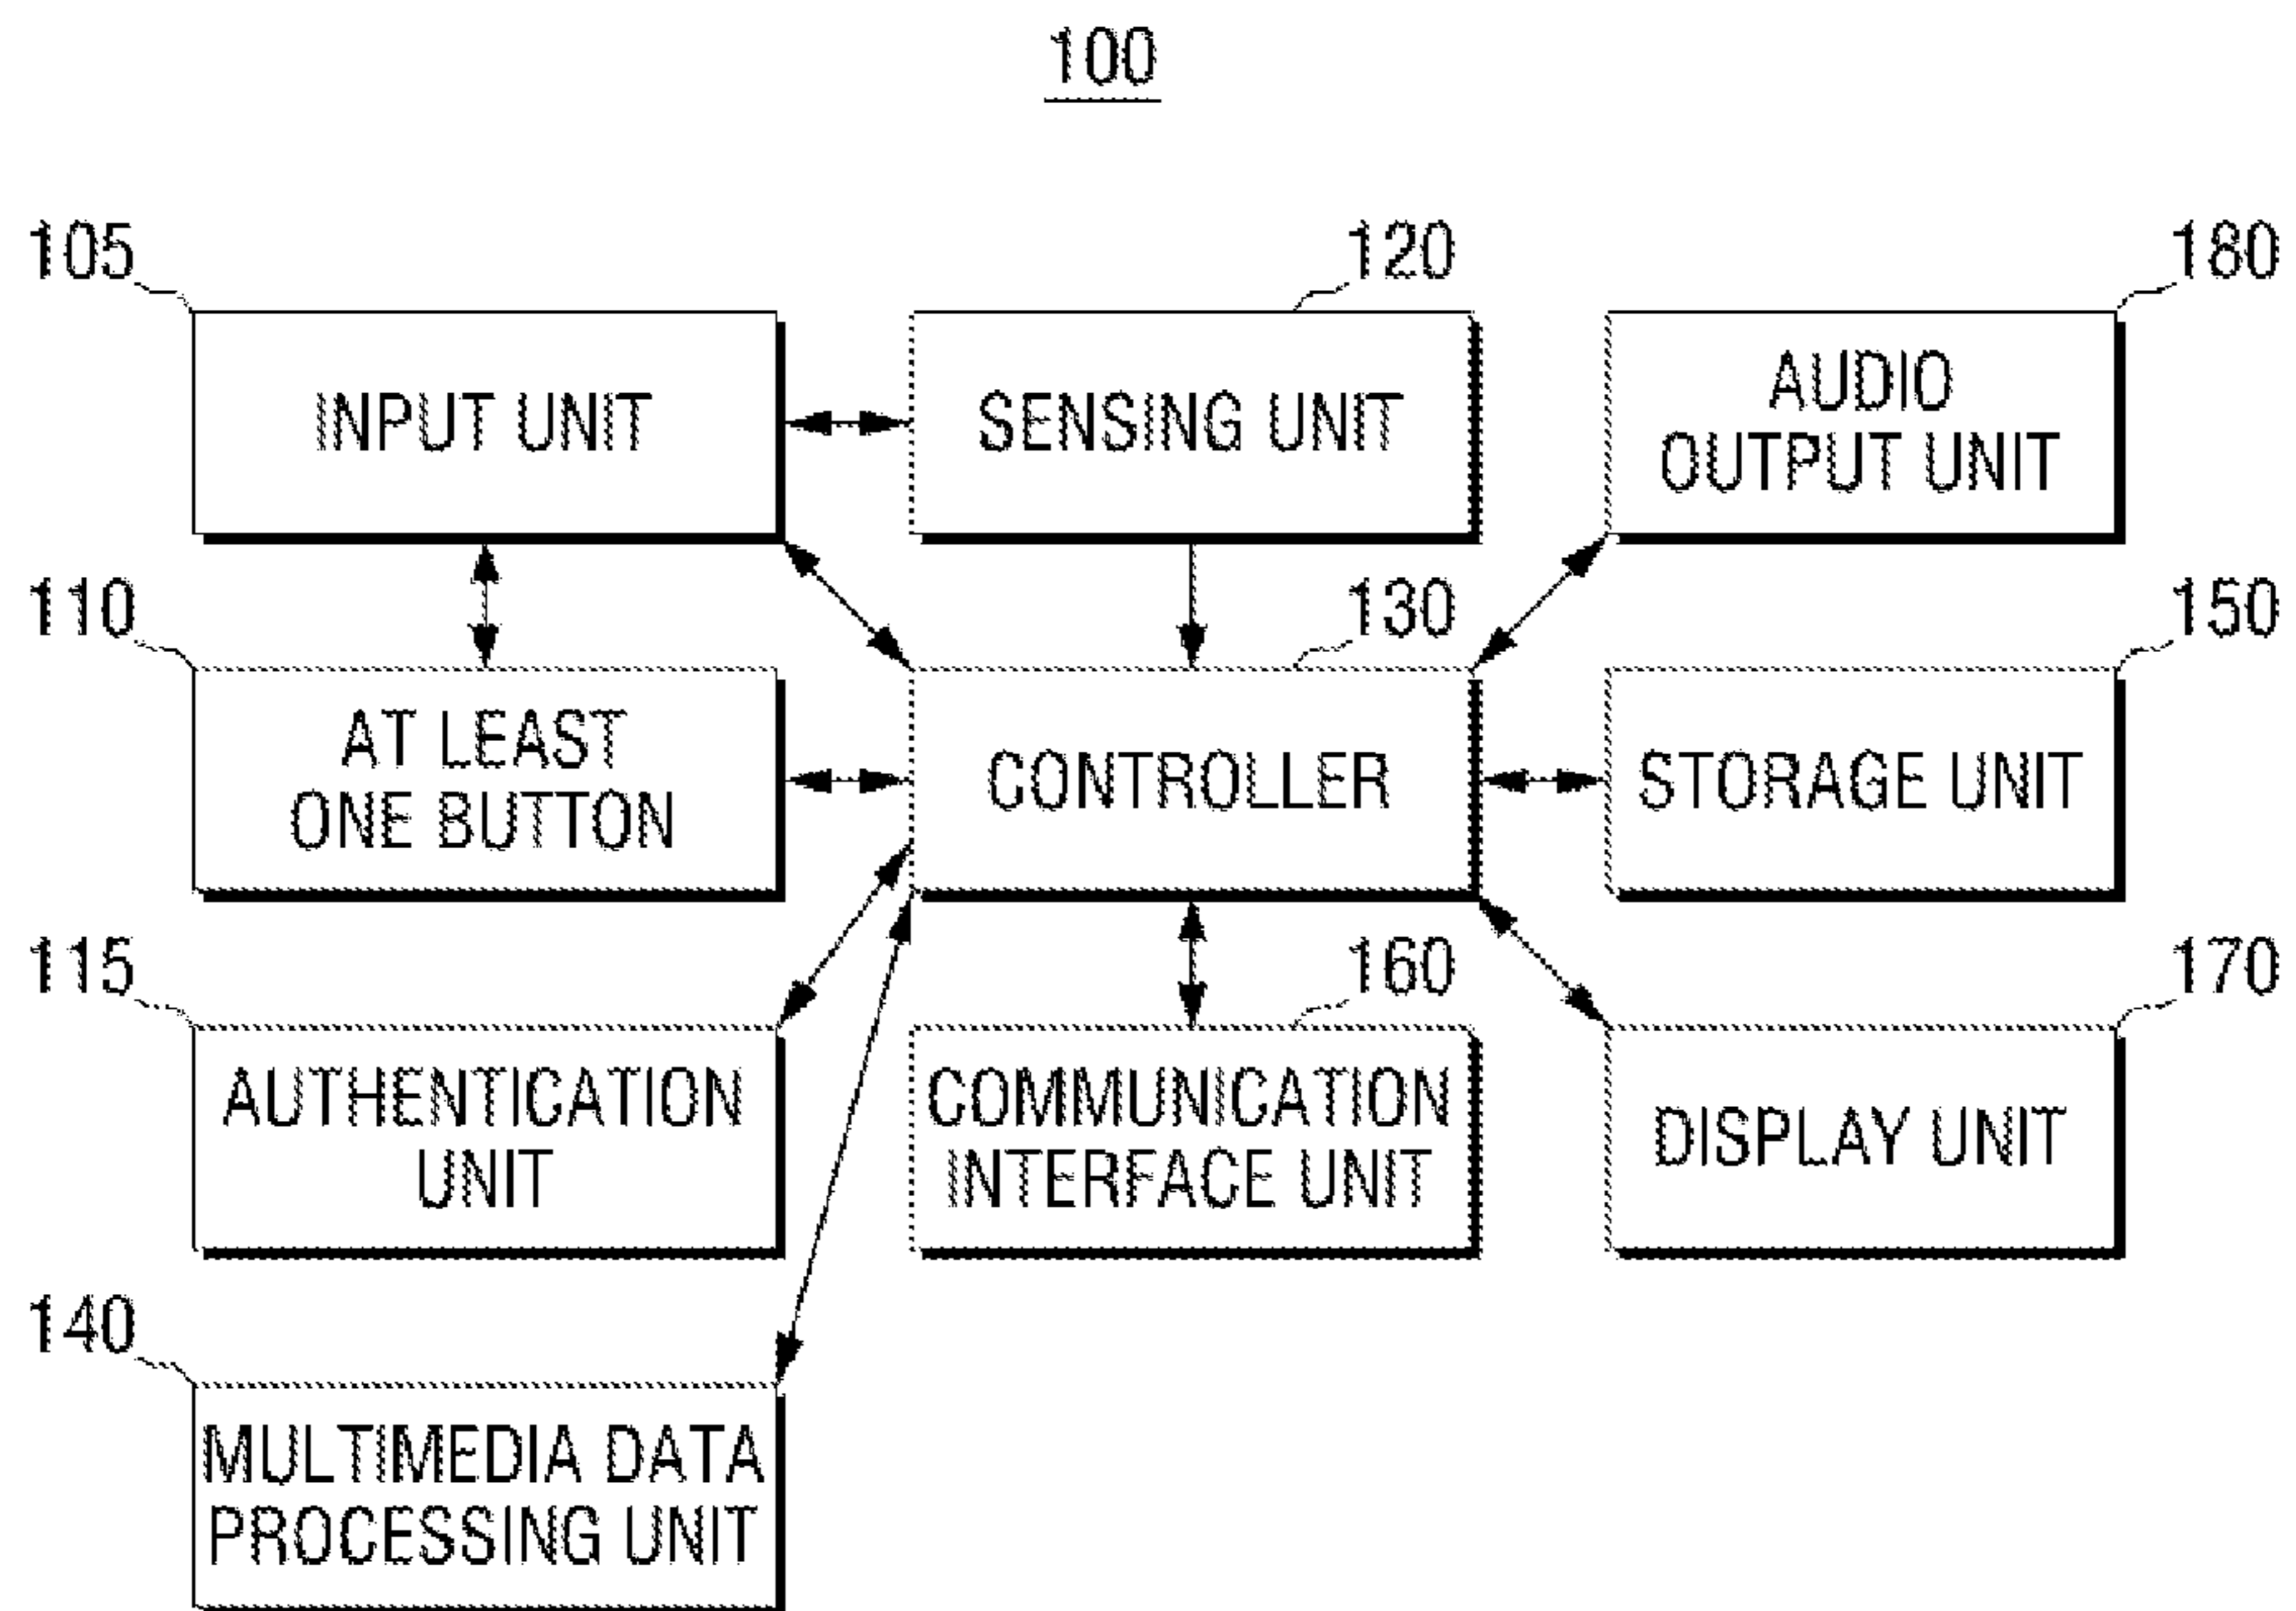 100
105
INPUT UNIT
120
SENSING UNIT
180
AUDIO
OUTPUT UNIT
110
AT LEAST
ONE BUTTON
130
CONTROLLER
150
STORAGE UNIT
115
AUTHENTICATION
UNIT
160
COMMUNICATION
INTERFACE UNIT
170
DISPLAY UNIT
140
MULTIMEDIA DATA
PROCESSING UNIT